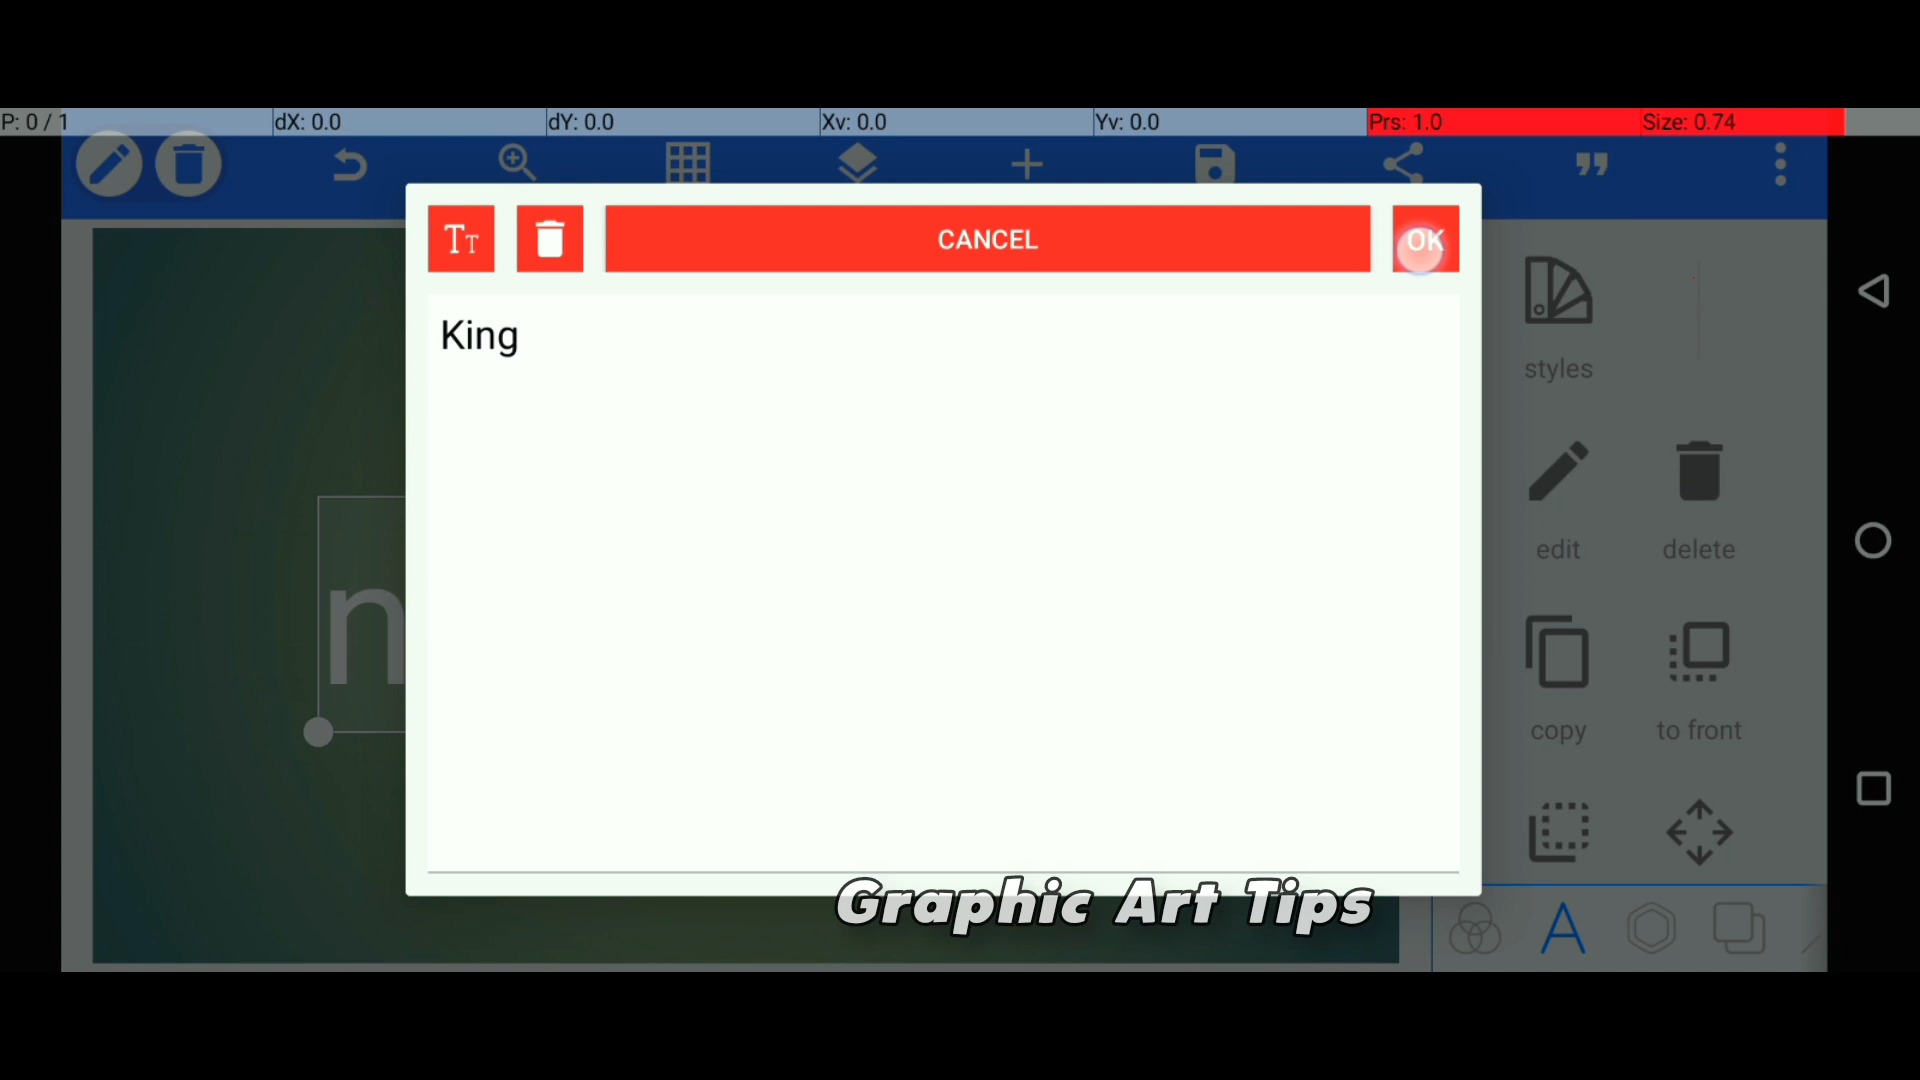 P: 0 / 1 dX: 0.0 dY: 0.0 Xv: 0.0 Yv: 0.0 Prs: 1.0 Size: 0.74
TT CANCEL OK
King
styles
n
edit delete
copy to front
Graphic Art Tips
A